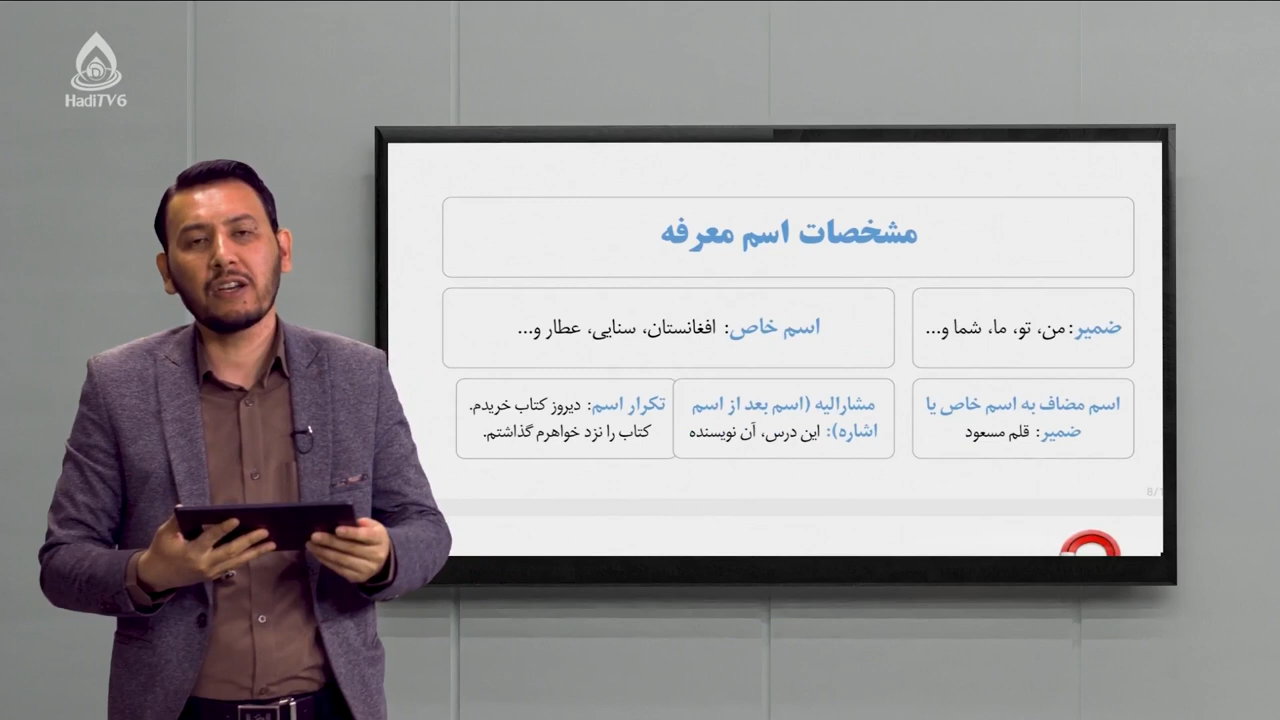 HadiTV6
مشخصات اسم معرفه
ضمیر: من، تو، ما، شما و...
اسم خاص: افغانستان، سنایی، عطار و...
اسم مضاف به اسم خاص یا
ضمیر: قلم مسعود
مشارالیه (اسم بعد از اسم
اشاره): این درس، آن نویسنده
تکرار اسم: دیروز کتاب خریدم.
کتاب را نزد خواهرم گذاشتم.